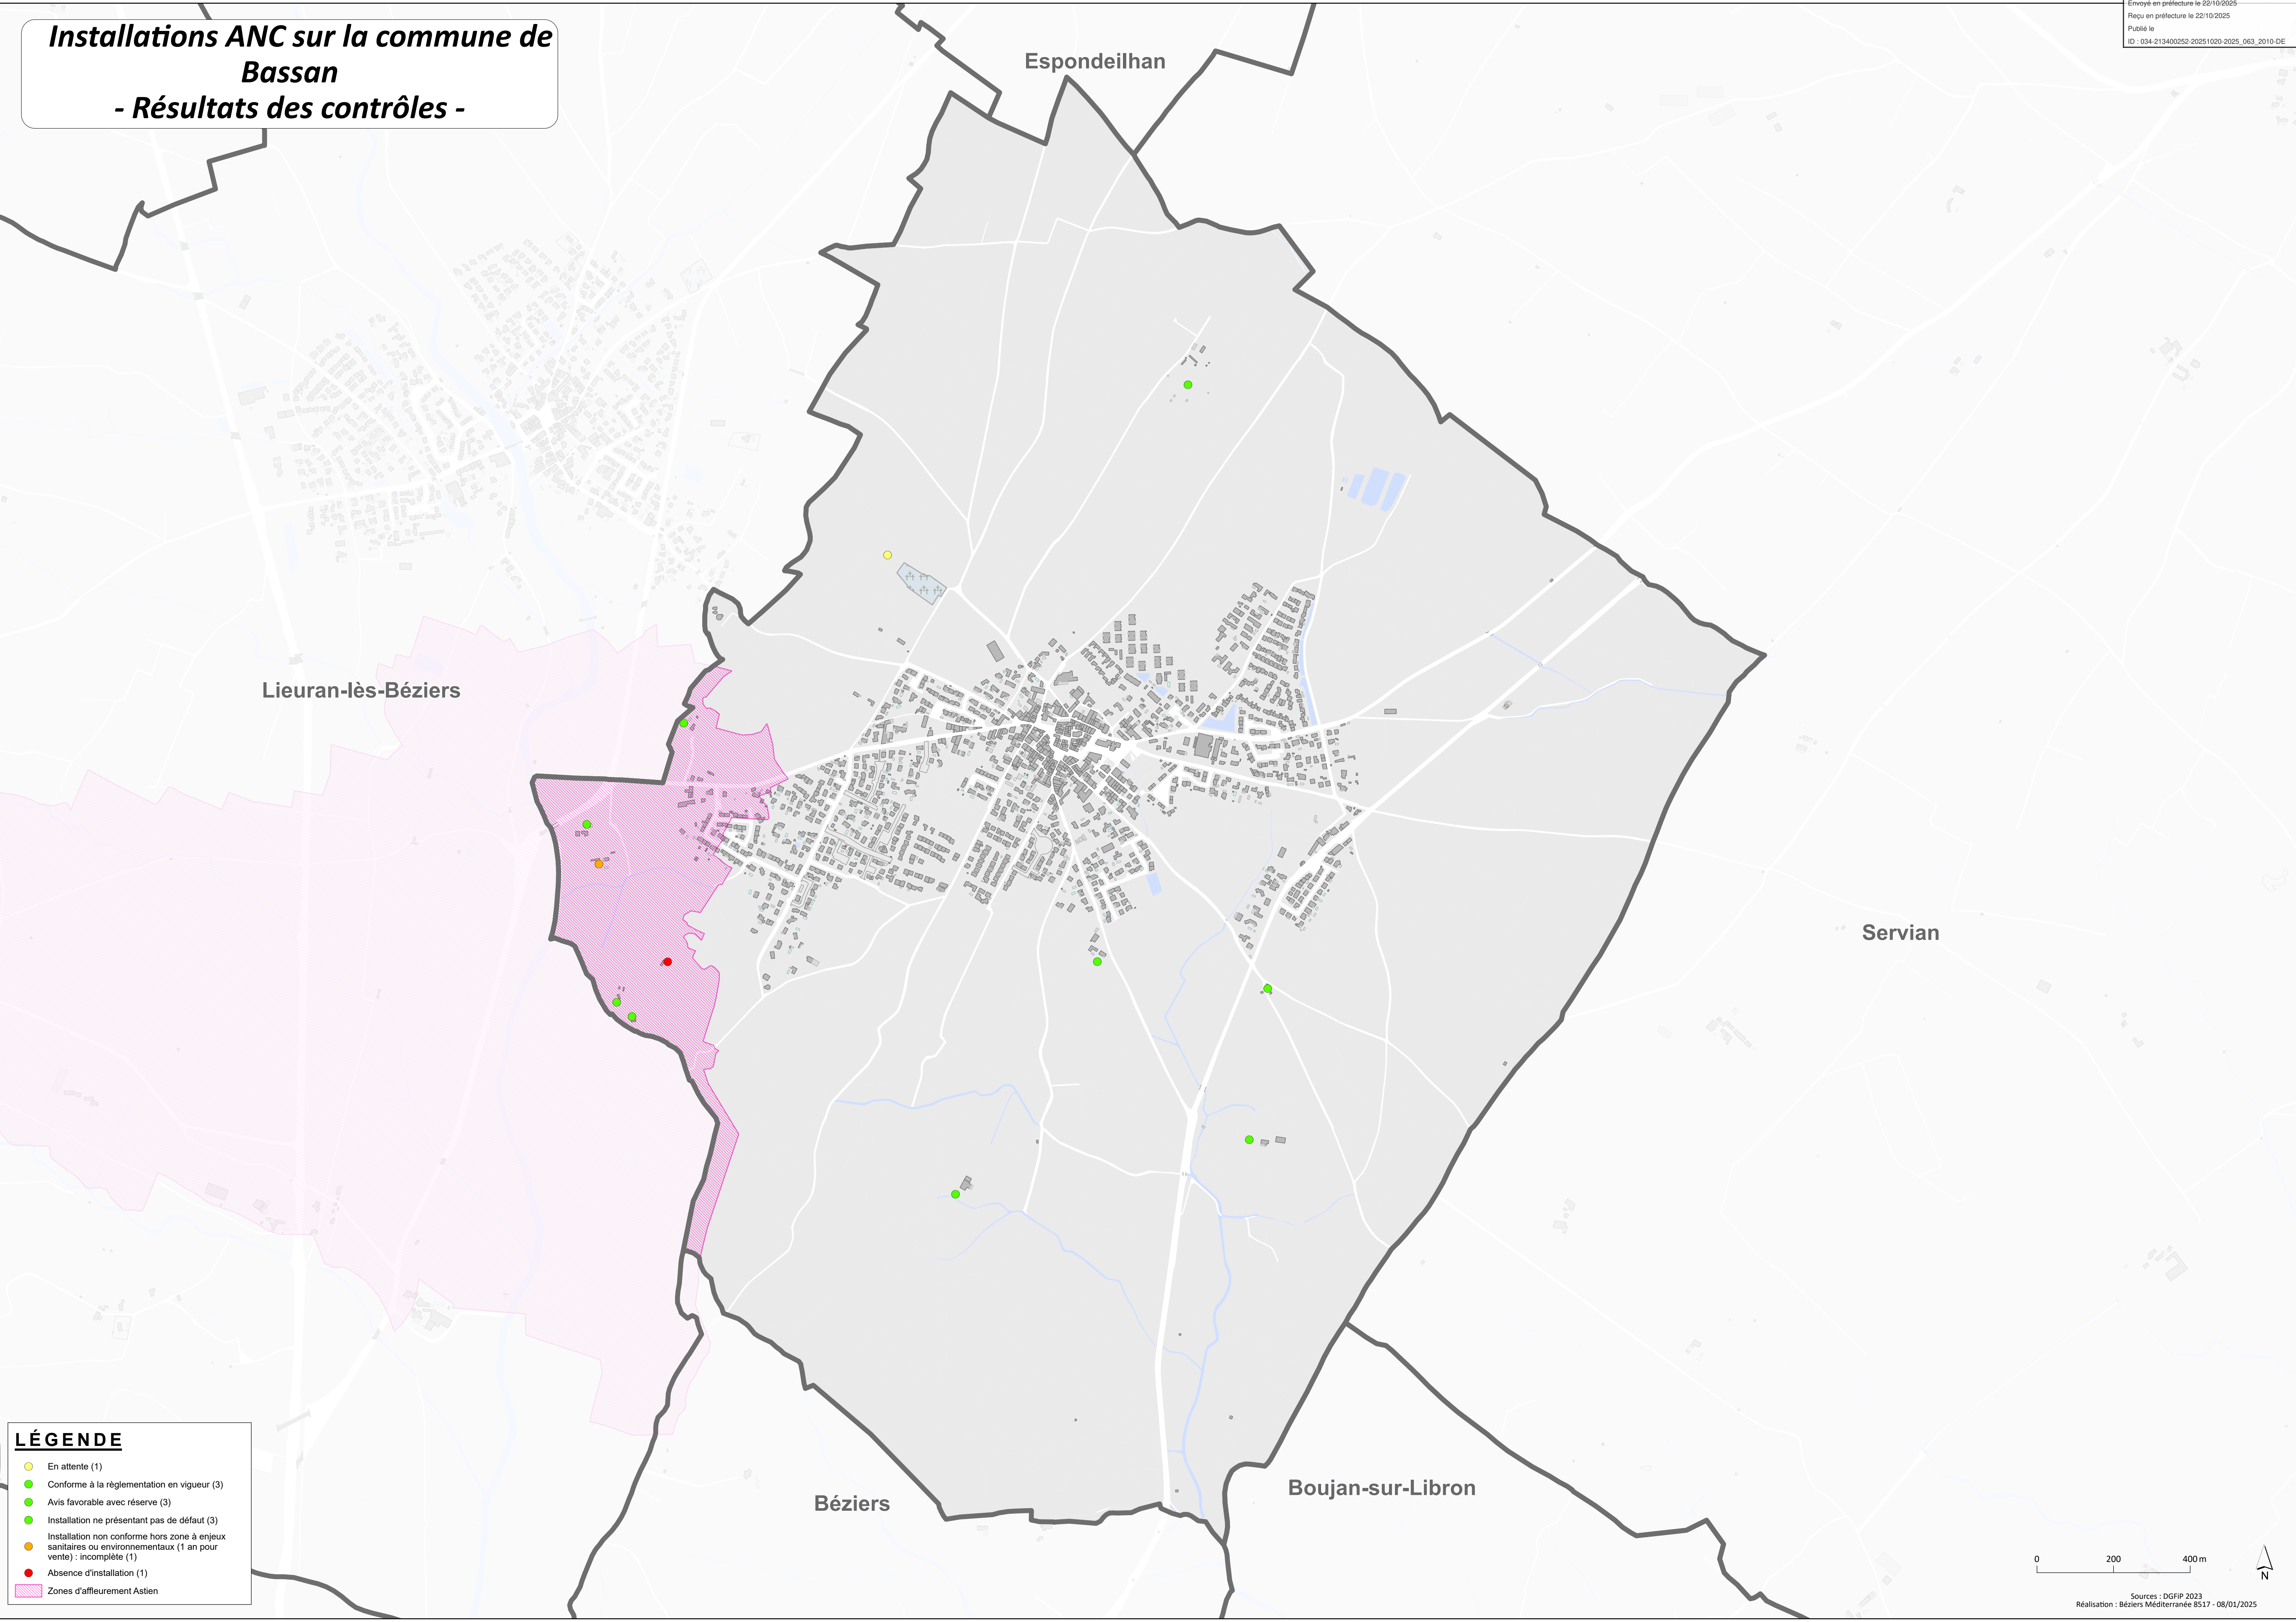 Installations ANC sur la commune de
Bassan
- Résultats des contrôles -
Envoyé en préfecture le 22/10/2025
Reçu en préfecture le 22/10/2025
Publié le
ID : 034-213400252-20251020-2025_063_2010-DE
Espondeilhan
Lieuran-lès-Béziers
Servian
Béziers
Boujan-sur-Libron
LÉGENDE
En attente (1)
Conforme à la règlementation en vigueur (3)
Avis favorable avec réserve (3)
Installation ne présentant pas de défaut (3)
Installation non conforme hors zone à enjeux
sanitaires ou environnementaux (1 an pour
vente) : incomplète (1)
Absence d'installation (1)
Zones d'affleurement Astien
0 200 400 m
N
Sources : DGFiP 2023
Réalisation : Béziers Méditerranée 8517 - 08/01/2025